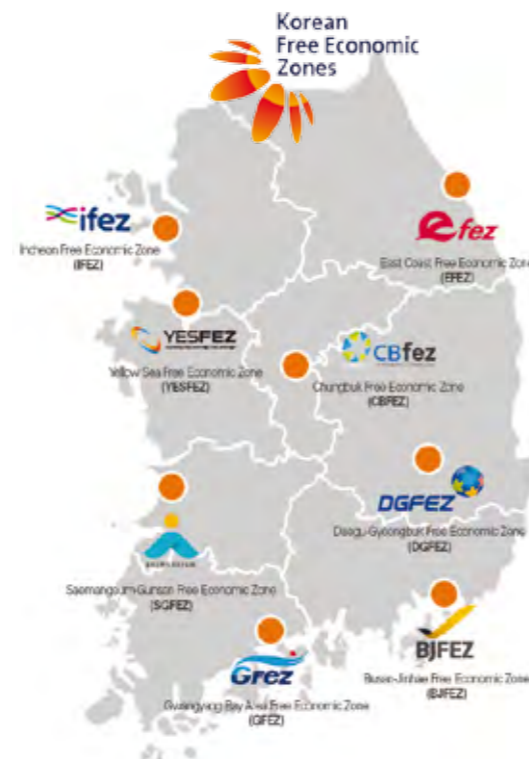 Korean
Free Economic
Zones
ifez
Incheon Free Economic Zone
(IFEZ)
efez
East Coast Free Economic Zone
(EFEZ)
YESFEZ
Yellow Sea Free Economic Zone
(YESFEZ)
CBfez
Chungbuk Free Economic Zone
(CBFEZ)
DGFEZ
Daegu-Gyeongbuk Free Economic Zone
(DGFEZ)
Saemangeum-Gunsan Free Economic Zone
(SGFEZ)
BJFEZ
Busan-Jinhae Free Economic Zone
(BJFEZ)
Gfez
Gwangyang Bay Area Free Economic Zone
(GFEZ)